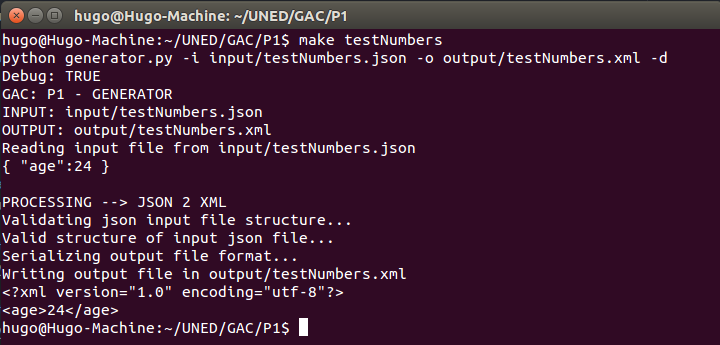 hugo@Hugo-Machine: ~/UNED/GAC/P1
hugo@Hugo-Machine:~/UNED/GAC/P1$ make testNumbers
python generator.py -i input/testNumbers.json -o output/testNumbers.xml -d
Debug: TRUE
GAC: P1 - GENERATOR
INPUT: input/testNumbers.json
OUTPUT: output/testNumbers.xml
Reading input file from input/testNumbers.json
{ "age":24 }
PROCESSING --> JSON 2 XML
Validating json input file structure...
Valid structure of input json file...
Serializing output file format...
Writing output file in output/testNumbers.xml
<?xml version="1.0" encoding="utf-8"?>
<age>24</age>
hugo@Hugo-Machine:~/UNED/GAC/P1$